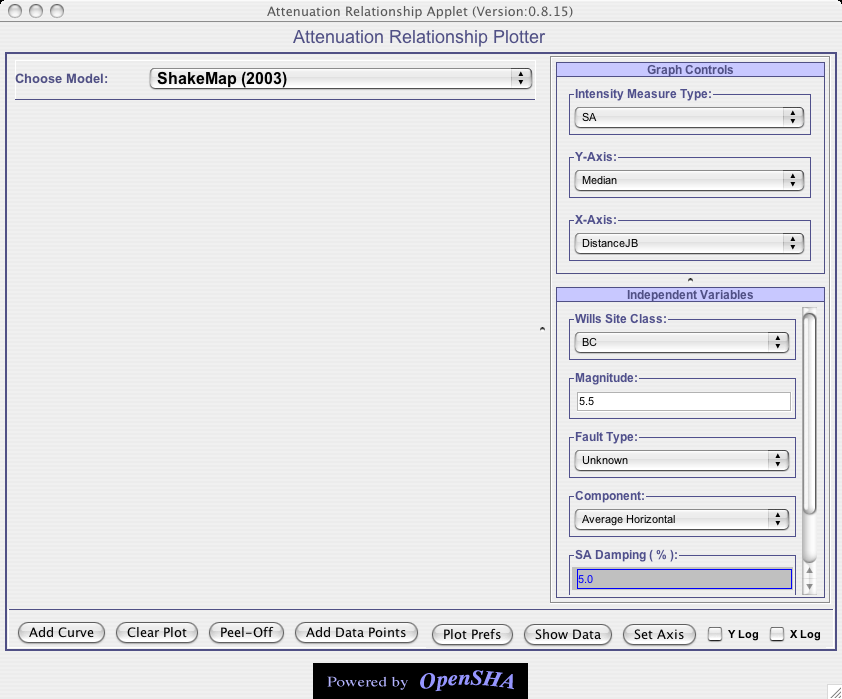 Attenuation Relationship Applet (Version:0.8.15)
Attenuation Relationship Plotter
Choose Model: ShakeMap (2003)
Graph Controls
Intensity Measure Type:
SA
Y-Axis:
Median
X-Axis:
DistanceJB
Independent Variables
Wills Site Class:
BC
Magnitude:
5.5
Fault Type:
Unknown
Component:
Average Horizontal
SA Damping ( % ):
5.0
Add Curve Clear Plot Peel-Off Add Data Points Plot Prefs Show Data Set Axis Y Log X Log
Powered by OpenSHA